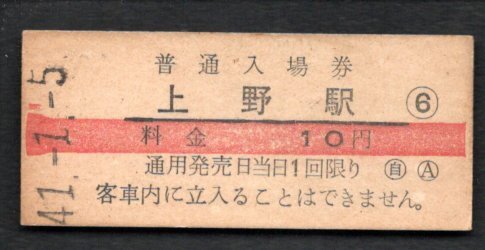 41.-1.-5
普通入場券
上野駅 ⑥
料金 10円
通用発売日当日1回限り ㊀自 Ⓐ
客車内に立入ることはできません。